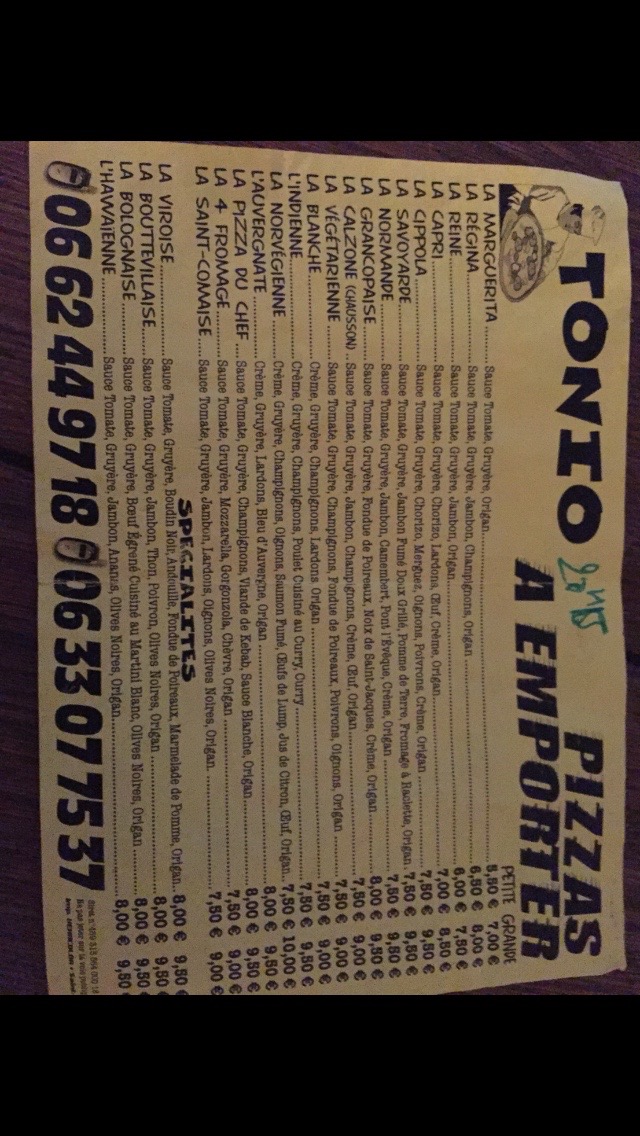 TONIO PIZZAS
A EMPORTER
PETITE GRANDE
LA MARGUERITA ..... Sauce Tomate, Gruyère, Origan ..... 5,50 € 7,00 €
LA RÉGINA ..... Sauce Tomate, Gruyère, Jambon, Champignons, Origan ..... 6,50 € 8,00 €
LA REINE ..... Sauce Tomate, Gruyère, Jambon, Origan ..... 6,00 € 7,50 €
LA CAPRI ..... Sauce Tomate, Gruyère, Chorizo, Lardons, Œuf, Crème, Origan ..... 7,00 € 8,50 €
LA CIPPOLA ..... Sauce Tomate, Gruyère, Chorizo, Merguez, Oignons, Poivrons, Crème, Origan ..... 7,50 € 9,50 €
LA SAVOYARDE ..... Sauce Tomate, Gruyère, Jambon Fumé Doux Grillé, Pomme de Terre, Fromage à Raclette, Origan 7,50 € 9,50 €
LA NORMANDE ..... Sauce Tomate, Gruyère, Jambon, Camembert, Pont l'Évêque, Crème, Origan ..... 7,50 € 9,50 €
LA GRANCOPAISE ..... Sauce Tomate, Gruyère, Fondue de Poireaux, Noix de Saint-Jacques, Crème, Origan ..... 8,00 € 9,50 €
LA CALZONE (CHAUSSON) .. Sauce Tomate, Gruyère, Jambon, Champignons, Crème, Œuf, Origan ..... 7,50 € 9,00 €
LA VÉGÉTARIENNE ..... Sauce Tomate, Gruyère, Champignons, Fondue de Poireaux, Poivrons, Oignons, Origan ..... 7,50 € 9,00 €
LA BLANCHE ..... Crème, Gruyère, Champignons, Lardons Origan ..... 7,50 € 9,00 €
L'INDIENNE ..... Crème, Gruyère, Champignons, Poulet Cuisiné au Curry Curry ..... 7,50 € 9,50 €
LA NORVÉGIENNE ..... Crème, Gruyère, Champignons, Oignons, Saumon Fumé, Œufs de Lump, Jus de Citron, Œuf, Origan... 7,50 € 10,00 €
L'AUVERGNATE ..... Crème, Gruyère, Lardons, Bleu d'Auvergne, Origan ..... 8,00 € 9,50 €
LA PIZZA DU CHEF ..... Sauce Tomate, Gruyère, Champignons, Viande de Kebab, Sauce Blanche, Origan ..... 8,00 € 9,50 €
LA 4 FROMAGE ..... Sauce Tomate, Gruyère, Mozzarella, Gorgonzola, Chèvre, Origan ..... 7,50 € 9,00 €
LA SAINT-COMAISE ..... Sauce Tomate, Gruyère, Jambon, Lardons, Oignons, Olives Noires, Origan ..... 7,50 € 9,00 €
SPECIALITES
LA VIROISE ..... Sauce Tomate, Gruyère, Boudin Noir, Andouille, Fondue de Poireaux, Marmelade de Pomme, Origan.. 8,00 € 9,50 €
LA BOUTTEVILLAISE ..... Sauce Tomate, Gruyère, Jambon, Thon, Poivron, Olives Noires, Origan ..... 8,00 € 9,50
LA BOLOGNAISE ..... Sauce Tomate, Gruyère, Bœuf Égrené Cuisiné au Martini Blanc, Olives Noires, Origan ..... 8,00 € 9,50
L'HAWAÏENNE ..... Sauce Tomate, Gruyère, Jambon, Ananas, Olives Noires, Origan ..... 8,00 € 9,50
06 62 44 97 18 06 33 07 75 37
Ne pas jeter sur la voie